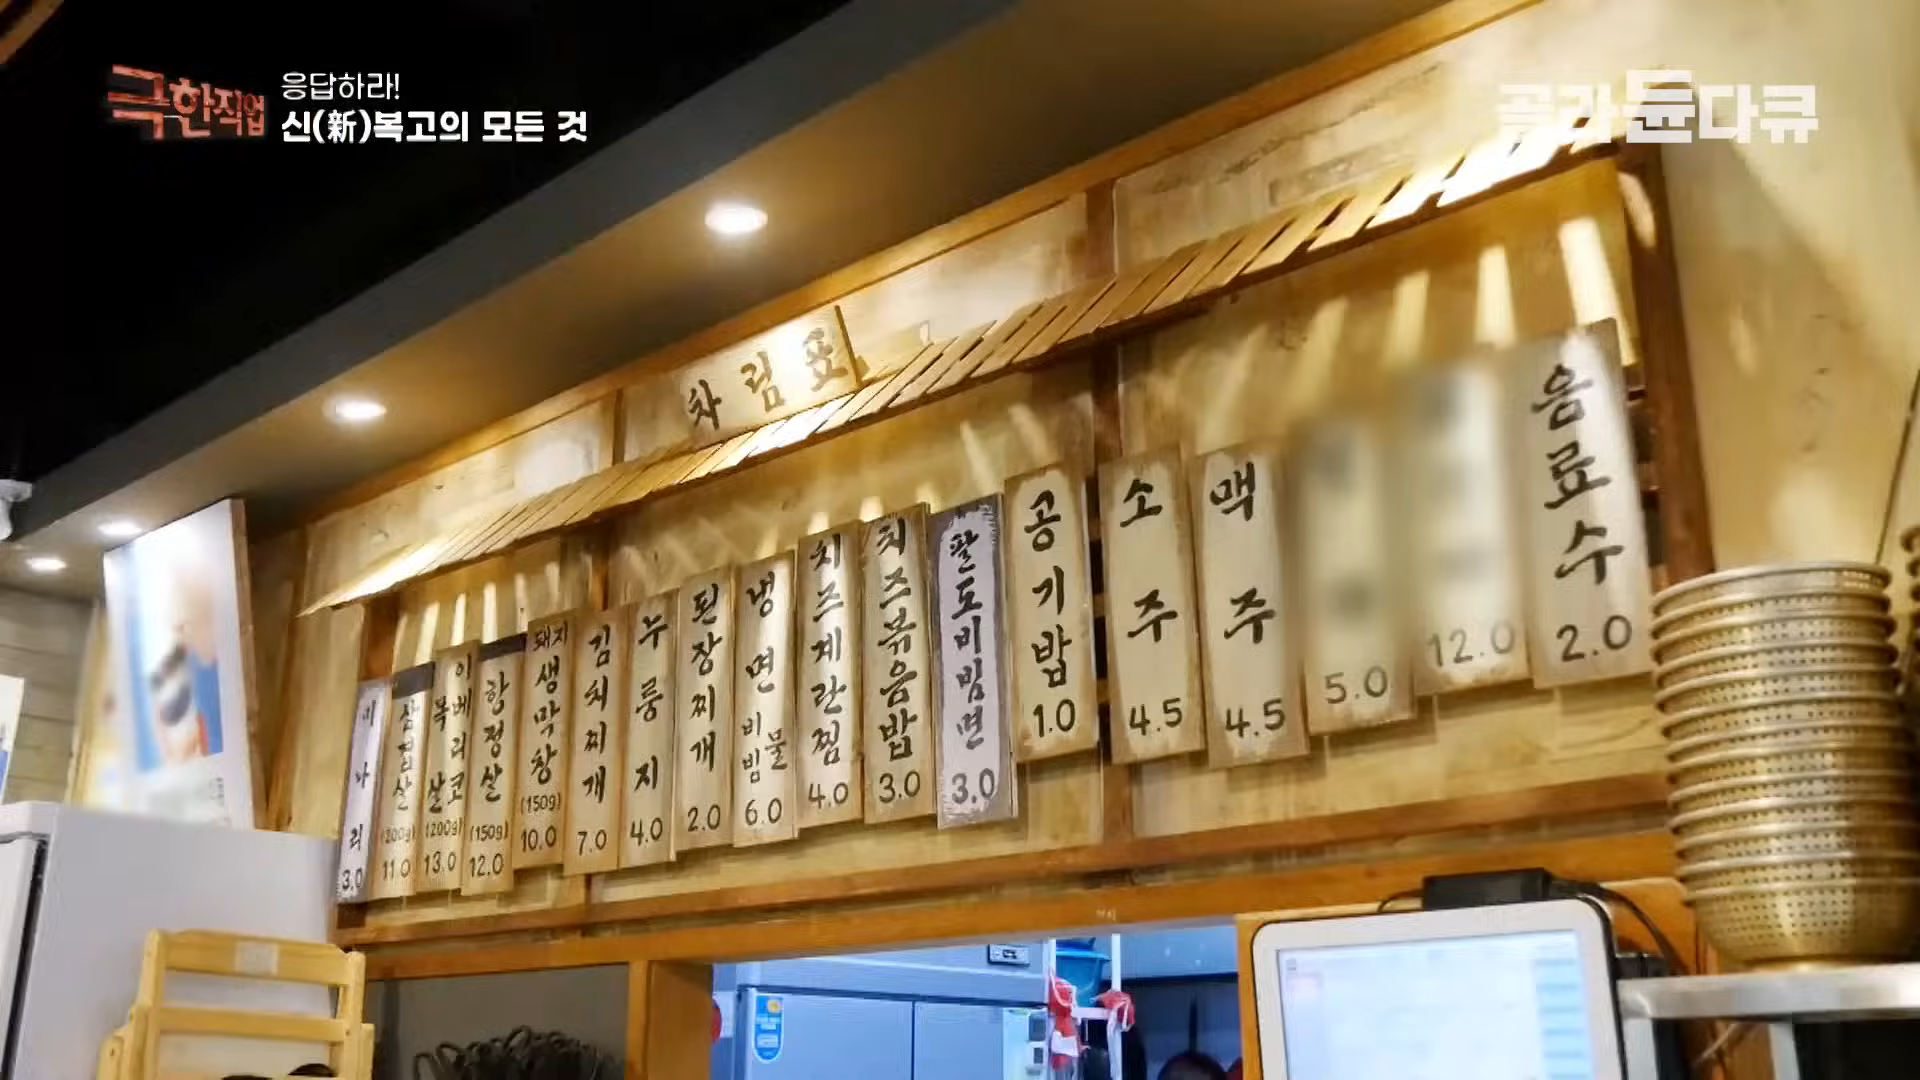 극한직업
응답하라!
신(新)복고의 모든 것
골라듄다큐
차림표
미나리 3.0
삼겹살 (200g) 11.0
이베리코 목살 (200g) 13.0
항정살 (150g) 12.0
돼지 생막창 (150g) 10.0
김치찌개 7.0
누룽지 4.0
된장찌개 2.0
냉면 비빔 물 6.0
치즈계란찜 4.0
치즈볶음밥 3.0
팔도비빔면 3.0
공기밥 1.0
소주 4.5
맥주 4.5
5.0
12.0
음료수 2.0